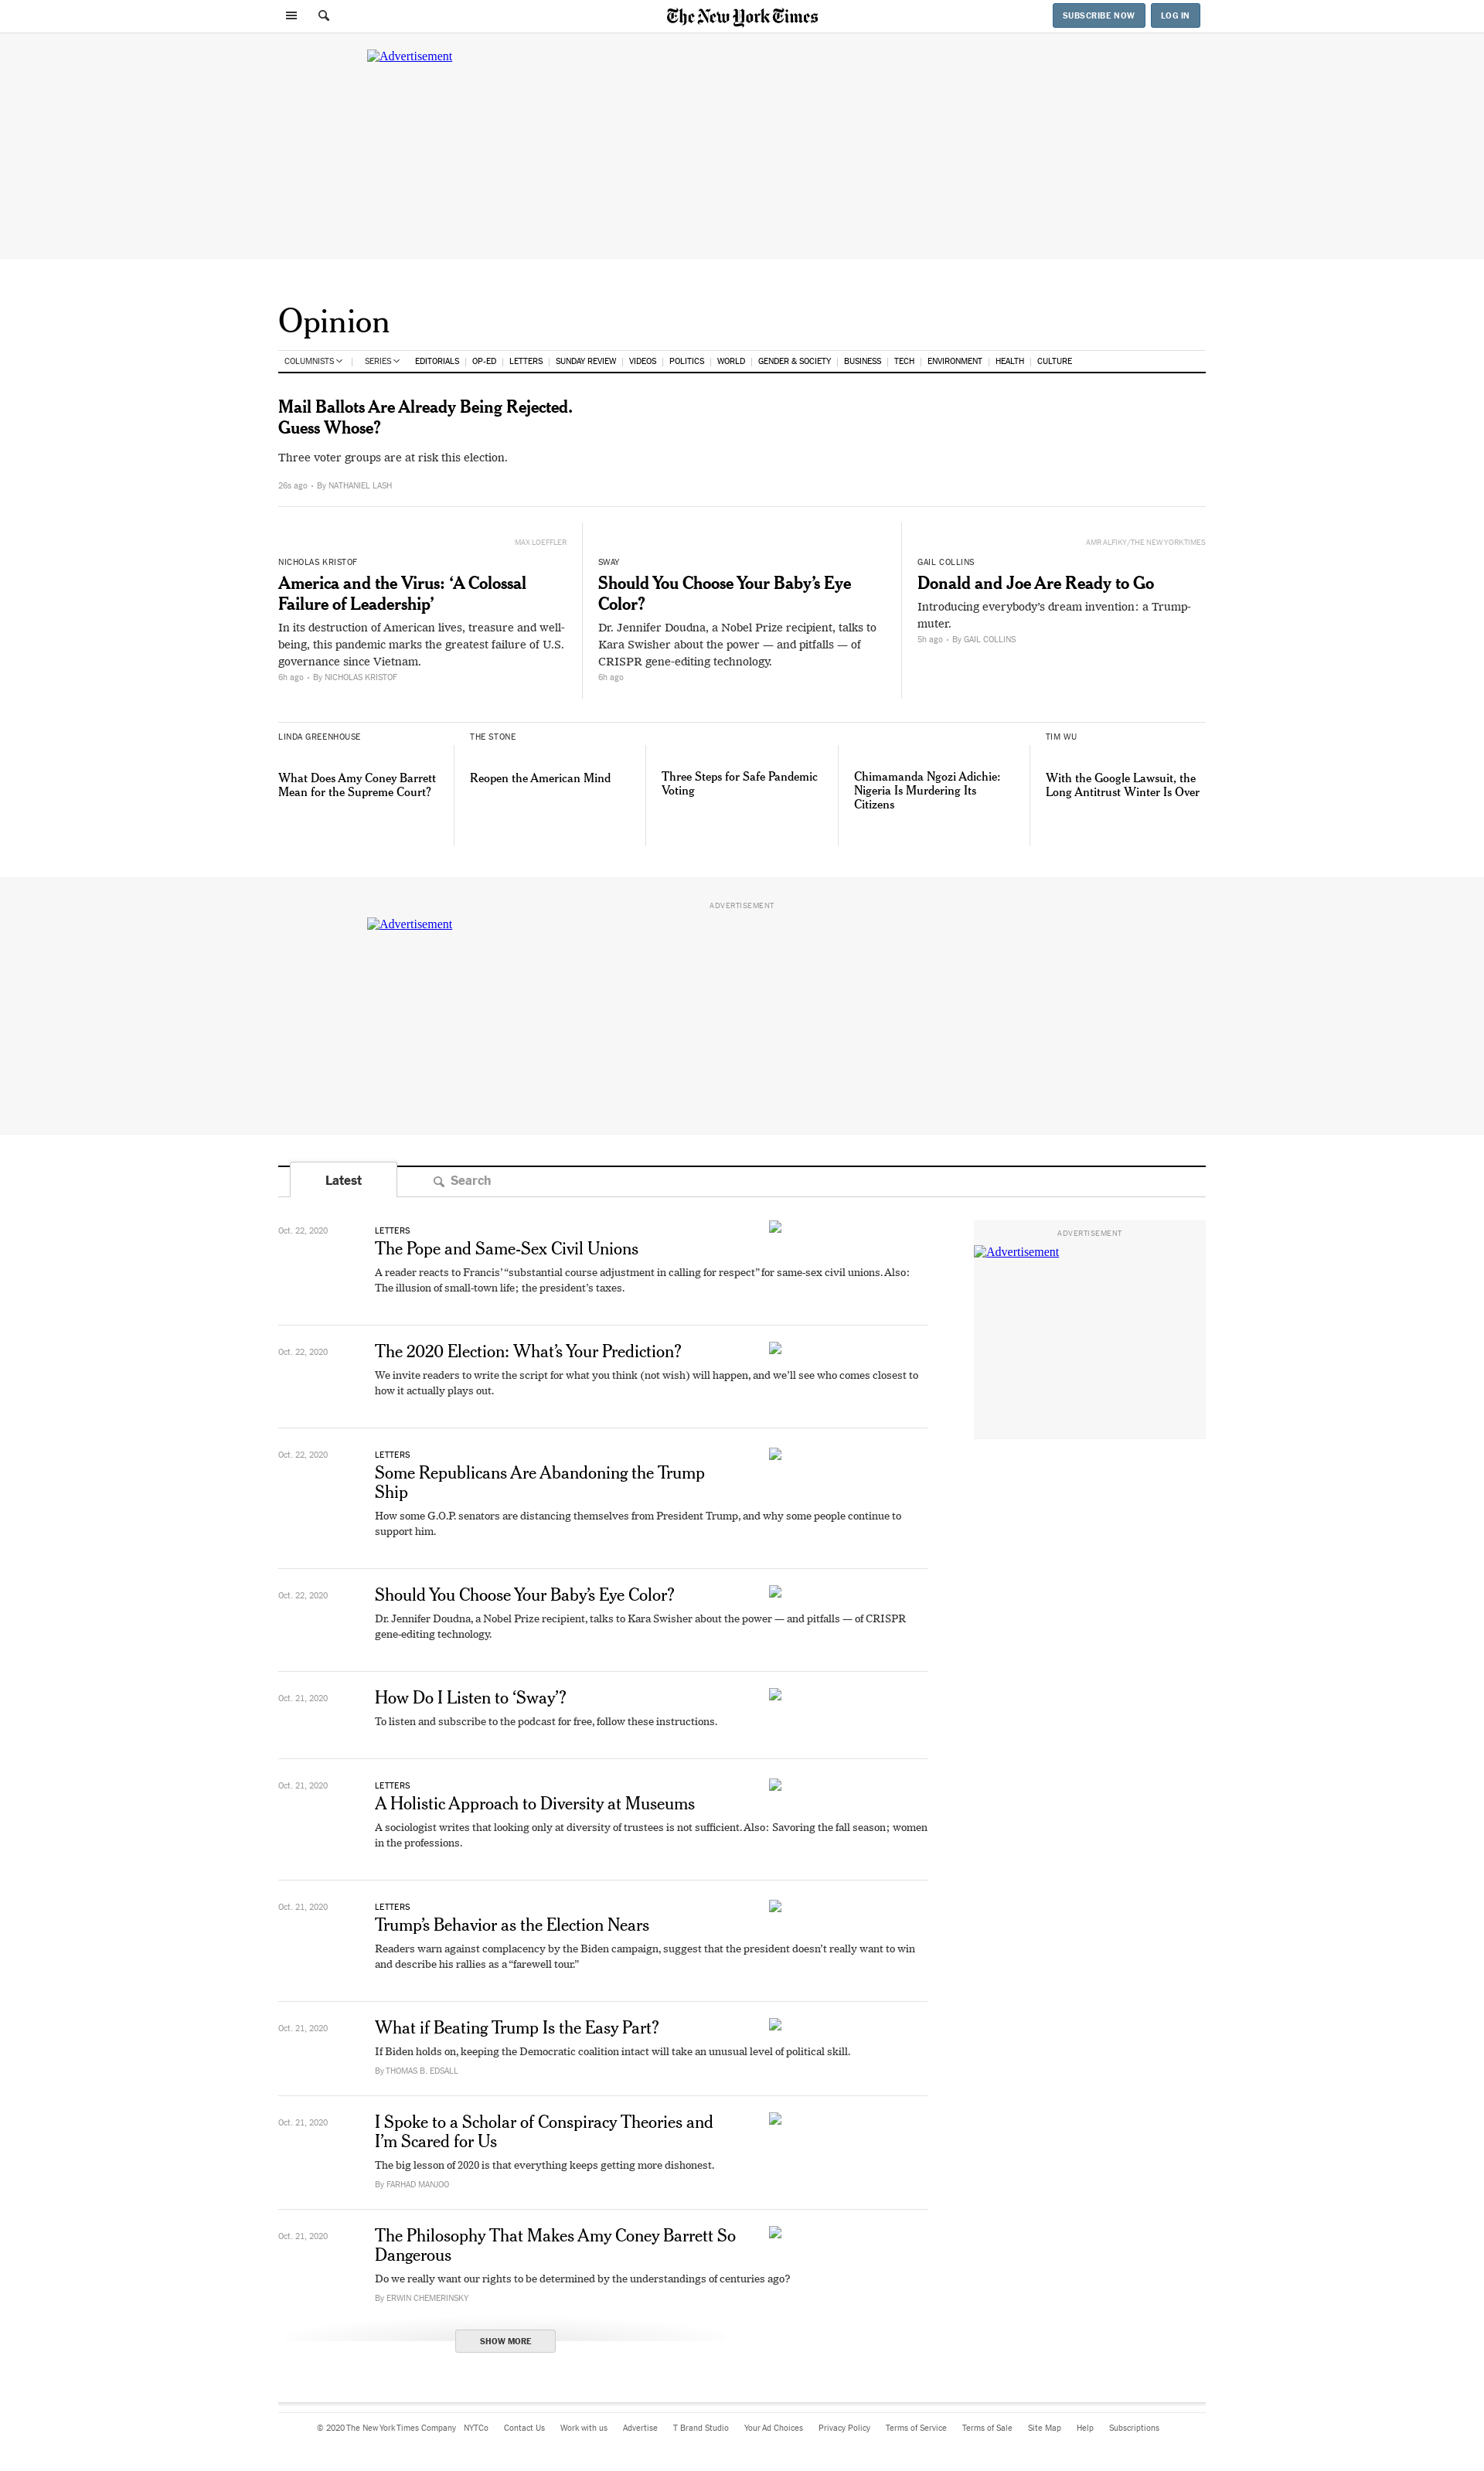 The New York Times
SUBSCRIBE NOW
LOG IN
Advertisement
Opinion
COLUMNISTS
SERIES
EDITORIALS
OP-ED
LETTERS
SUNDAY REVIEW
VIDEOS
POLITICS
WORLD
GENDER & SOCIETY
BUSINESS
TECH
ENVIRONMENT
HEALTH
CULTURE
Mail Ballots Are Already Being Rejected.
Guess Whose?
Three voter groups are at risk this election.
26s ago • By NATHANIEL LASH
MAX LOEFFLER
NICHOLAS KRISTOF
America and the Virus: ‘A Colossal
Failure of Leadership’
In its destruction of American lives, treasure and well-
being, this pandemic marks the greatest failure of U.S.
governance since Vietnam.
6h ago • By NICHOLAS KRISTOF
SWAY
Should You Choose Your Baby’s Eye
Color?
Dr. Jennifer Doudna, a Nobel Prize recipient, talks to
Kara Swisher about the power — and pitfalls — of
CRISPR gene-editing technology.
6h ago
AMR ALFIKY/THE NEW YORK TIMES
GAIL COLLINS
Donald and Joe Are Ready to Go
Introducing everybody’s dream invention: a Trump-
muter.
5h ago • By GAIL COLLINS
LINDA GREENHOUSE
What Does Amy Coney Barrett
Mean for the Supreme Court?
THE STONE
Reopen the American Mind
Three Steps for Safe Pandemic
Voting
Chimamanda Ngozi Adichie:
Nigeria Is Murdering Its
Citizens
TIM WU
With the Google Lawsuit, the
Long Antitrust Winter Is Over
ADVERTISEMENT
Advertisement
Latest
Search
Oct. 22, 2020
LETTERS
The Pope and Same-Sex Civil Unions
A reader reacts to Francis’ “substantial course adjustment in calling for respect” for same-sex civil unions. Also:
The illusion of small-town life; the president’s taxes.
ADVERTISEMENT
Advertisement
Oct. 22, 2020
The 2020 Election: What’s Your Prediction?
We invite readers to write the script for what you think (not wish) will happen, and we’ll see who comes closest to
how it actually plays out.
Oct. 22, 2020
LETTERS
Some Republicans Are Abandoning the Trump
Ship
How some G.O.P. senators are distancing themselves from President Trump, and why some people continue to
support him.
Oct. 22, 2020
Should You Choose Your Baby’s Eye Color?
Dr. Jennifer Doudna, a Nobel Prize recipient, talks to Kara Swisher about the power — and pitfalls — of CRISPR
gene-editing technology.
Oct. 21, 2020
How Do I Listen to ‘Sway’?
To listen and subscribe to the podcast for free, follow these instructions.
Oct. 21, 2020
LETTERS
A Holistic Approach to Diversity at Museums
A sociologist writes that looking only at diversity of trustees is not sufficient. Also: Savoring the fall season; women
in the professions.
Oct. 21, 2020
LETTERS
Trump’s Behavior as the Election Nears
Readers warn against complacency by the Biden campaign, suggest that the president doesn’t really want to win
and describe his rallies as a “farewell tour.”
Oct. 21, 2020
What if Beating Trump Is the Easy Part?
If Biden holds on, keeping the Democratic coalition intact will take an unusual level of political skill.
By THOMAS B. EDSALL
Oct. 21, 2020
I Spoke to a Scholar of Conspiracy Theories and
I’m Scared for Us
The big lesson of 2020 is that everything keeps getting more dishonest.
By FARHAD MANJOO
Oct. 21, 2020
The Philosophy That Makes Amy Coney Barrett So
Dangerous
Do we really want our rights to be determined by the understandings of centuries ago?
By ERWIN CHEMERINSKY
SHOW MORE
© 2020 The New York Times Company
NYTCo
Contact Us
Work with us
Advertise
T Brand Studio
Your Ad Choices
Privacy Policy
Terms of Service
Terms of Sale
Site Map
Help
Subscriptions